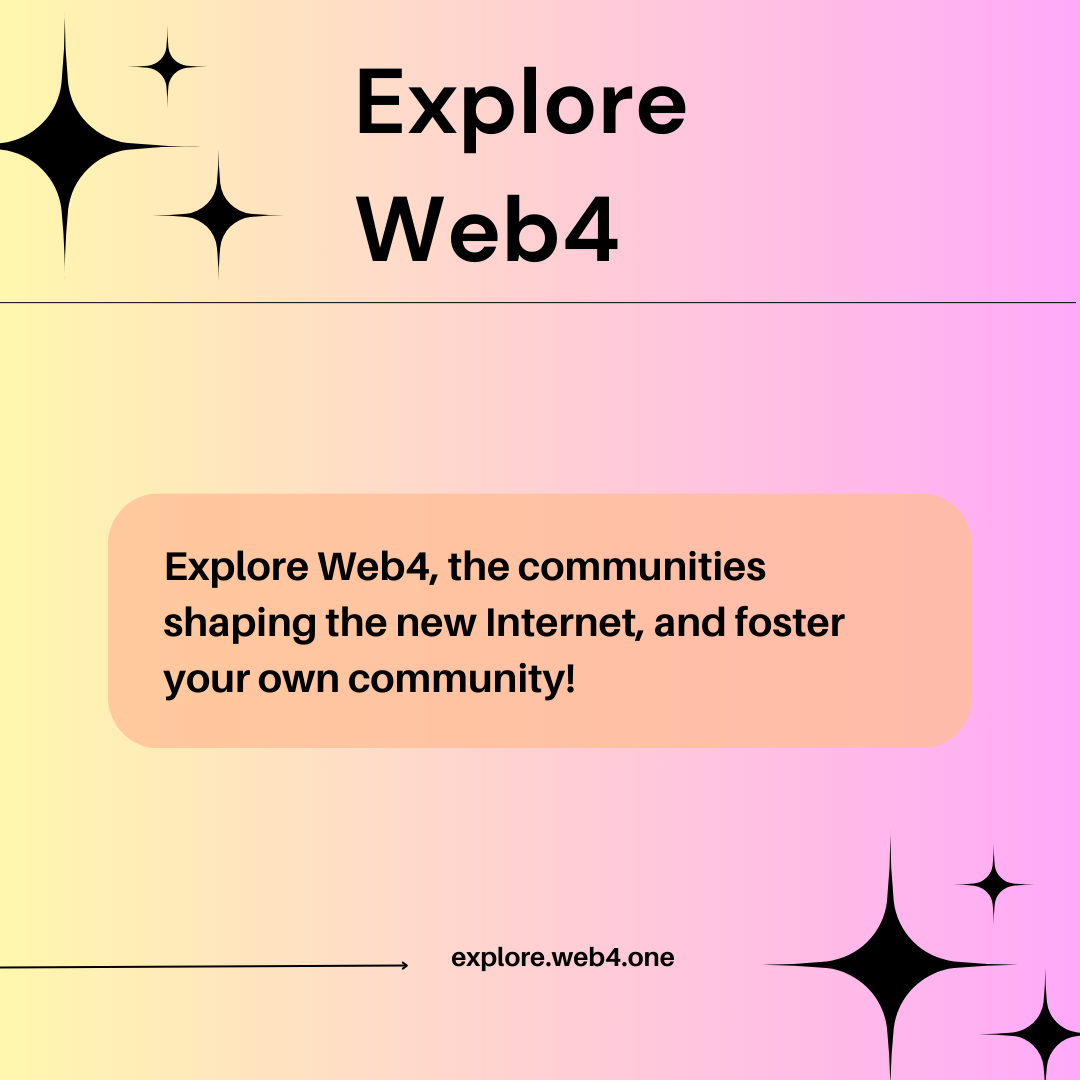 Explore
Web4
Explore Web4, the communities
shaping the new Internet, and foster
your own community!
explore.web4.one